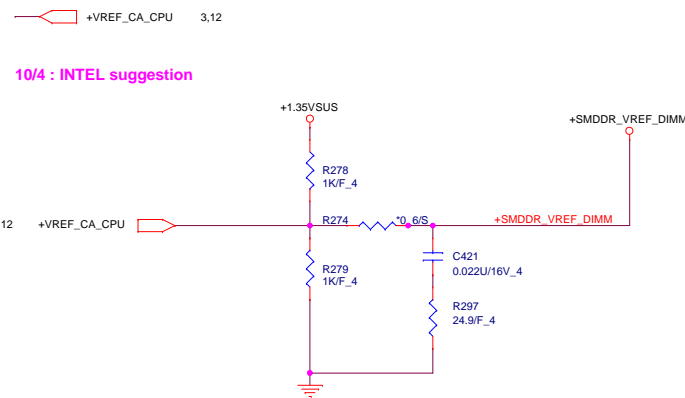 +VREF_CA_CPU 3,12
10/4 : INTEL suggestion
+1.35VSUS
+SMDDR_VREF_DIMM
R278
1K/F_4
12 +VREF_CA_CPU R274 *0_6/S +SMDDR_VREF_DIMM
R279
1K/F_4
C421
0.022U/16V_4
R297
24.9/F_4